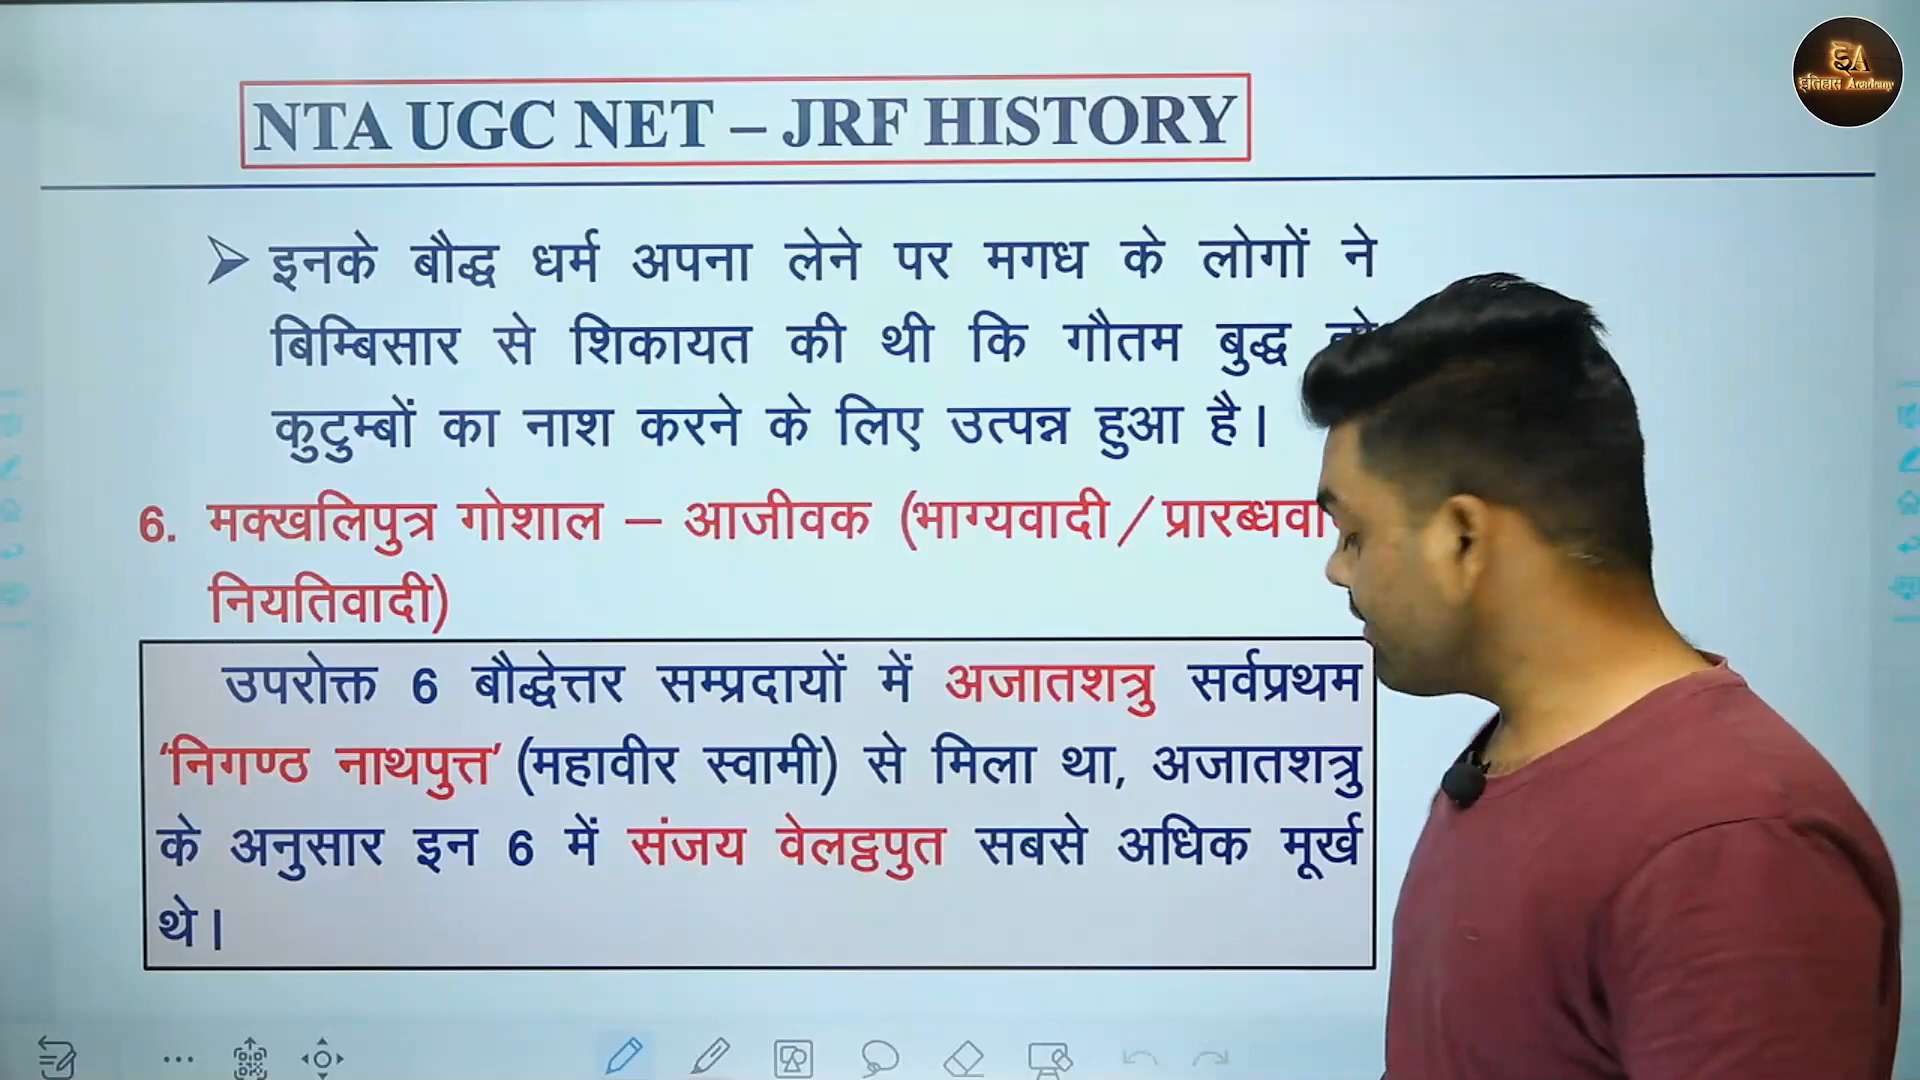 इतिहास Academy
NTA UGC NET – JRF HISTORY
इनके बौद्ध धर्म अपना लेने पर मगध के लोगों ने
बिम्बिसार से शिकायत की थी कि गौतम बुद्ध
कुटुम्बों का नाश करने के लिए उत्पन्न हुआ है।
6. मक्खलिपुत्र गोशाल – आजीवक (भाग्यवादी/
नियतिवादी)
उपरोक्त 6 बौद्धेत्तर सम्प्रदायों में अजातशत्रु सर्वप्रथम
‘निगण्ठ नाथपुत्त’ (महावीर स्वामी) से मिला था, अजातशत्रु
के अनुसार इन 6 में संजय वेलट्ठपुत सबसे अधिक मूर्ख
थे।